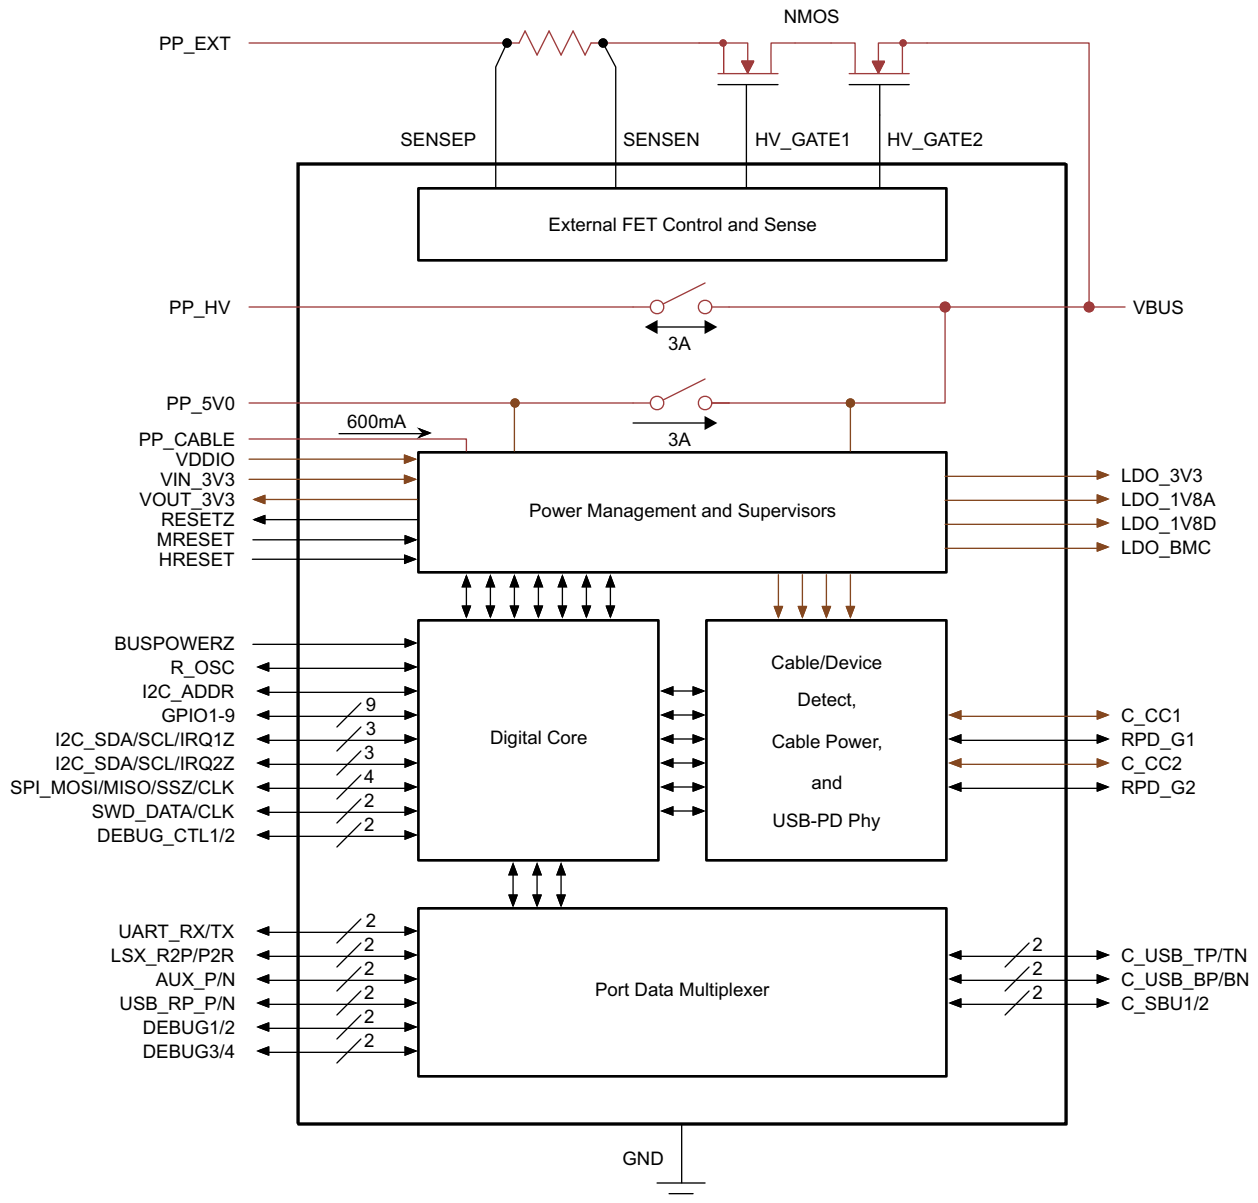 NMOS
PP_EXT
SENSEP
SENSEN
HV_GATE1
HV_GATE2
External FET Control and Sense
PP_HV
3A
VBUS
PP_5V0
3A
600mA
PP_CABLE
VDDIO
VIN_3V3
VOUT_3V3
RESETZ
MRESET
HRESET
Power Management and Supervisors
LDO_3V3
LDO_1V8A
LDO_1V8D
LDO_BMC
BUSPOWERZ
R_OSC
I2C_ADDR
GPIO1-9
9
I2C_SDA/SCL/IRQ1Z
3
I2C_SDA/SCL/IRQ2Z
3
SPI_MOSI/MISO/SSZ/CLK
4
SWD_DATA/CLK
2
DEBUG_CTL1/2
2
Digital Core
Cable/Device
Detect,
Cable Power,
and
USB-PD Phy
C_CC1
RPD_G1
C_CC2
RPD_G2
UART_RX/TX
2
LSX_R2P/P2R
2
AUX_P/N
2
USB_RP_P/N
2
DEBUG1/2
2
DEBUG3/4
2
Port Data Multiplexer
2
C_USB_TP/TN
2
C_USB_BP/BN
2
C_SBU1/2
GND